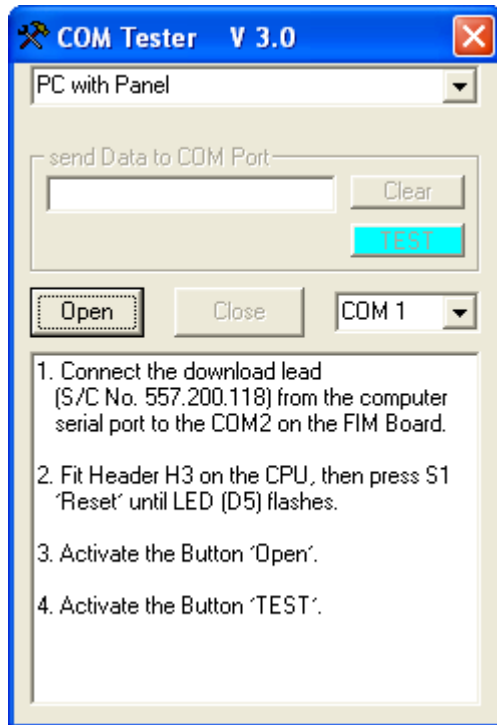 COM Tester V 3.0
PC with Panel
send Data to COM Port
Clear
TEST
Open
Close
COM 1
1. Connect the download lead
(S/C No. 557.200.118) from the computer
serial port to the COM2 on the FIM Board.
2. Fit Header H3 on the CPU, then press S1
´Reset´ until LED (D5) flashes.
3. Activate the Button ´Open´.
4. Activate the Button ´TEST´.